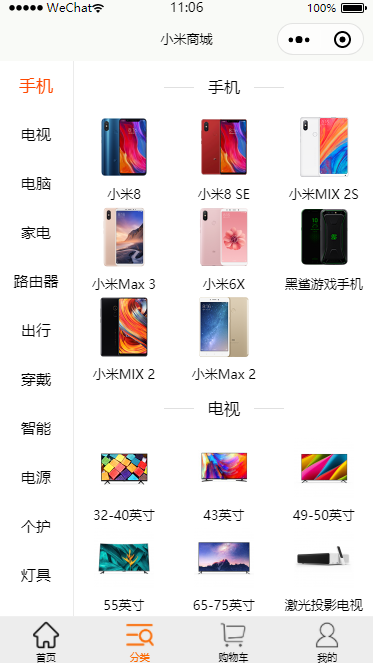 WeChat 11:06 100%
小米商城
手机
电视
电脑
家电
路由器
出行
穿戴
智能
电源
个护
灯具
手机
小米8 小米8 SE 小米MIX 2S
小米Max 3 小米6X 黑鲨游戏手机
小米MIX 2 小米Max 2
电视
32-40英寸 43英寸 49-50英寸
55英寸 65-75英寸 激光投影电视
首页 分类 购物车 我的